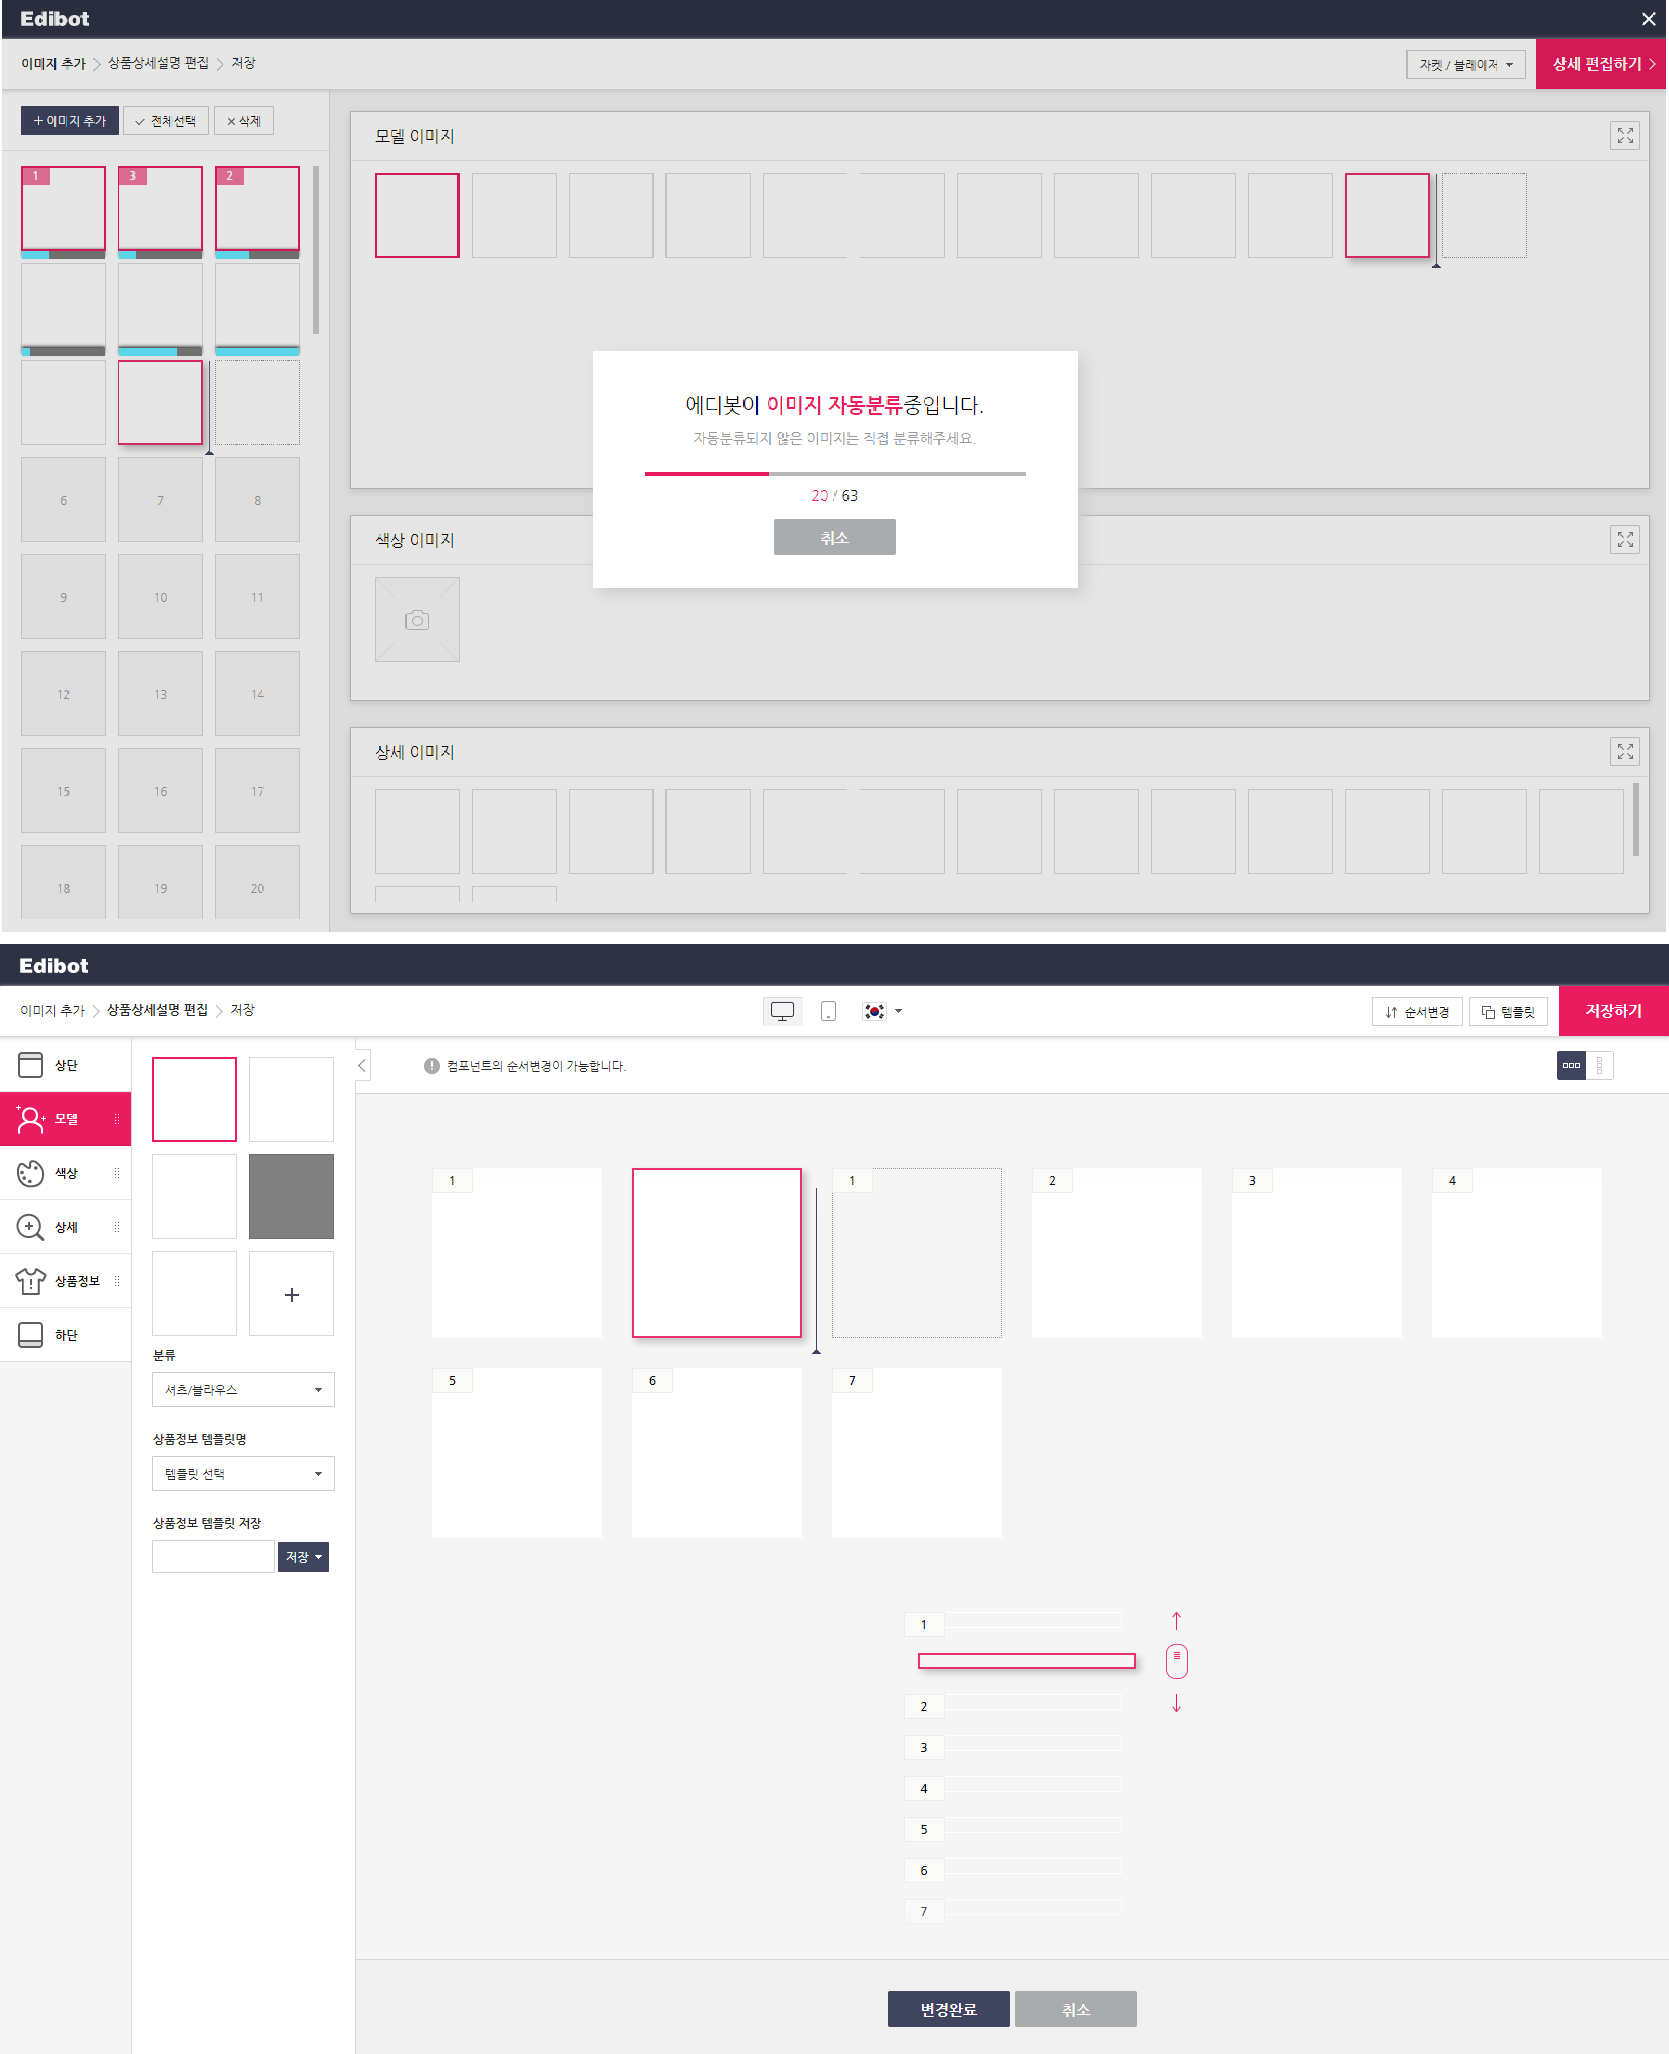 Edibot
이미지 추가 > 상품상세설명 편집 > 저장
자켓 / 블레이저
상세 편집하기 >
+ 이미지 추가
전체선택
× 삭제
1 3 2
6 7 8
9 10 11
12 13 14
15 16 17
18 19 20
모델 이미지
에디봇이 이미지 자동분류중입니다.
자동분류되지 않은 이미지는 직접 분류해주세요.
20 / 63
취소
색상 이미지
상세 이미지
Edibot
이미지 추가 > 상품상세설명 편집 > 저장
순서변경
템플릿
저장하기
상단
모델
색상
상세
상품정보
하단
분류
셔츠/블라우스
상품정보 템플릿명
템플릿 선택
상품정보 템플릿 저장
저장
컴포넌트의 순서변경이 가능합니다.
1 1 2 3 4
5 6 7
1
2
3
4
5
6
7
변경완료
취소